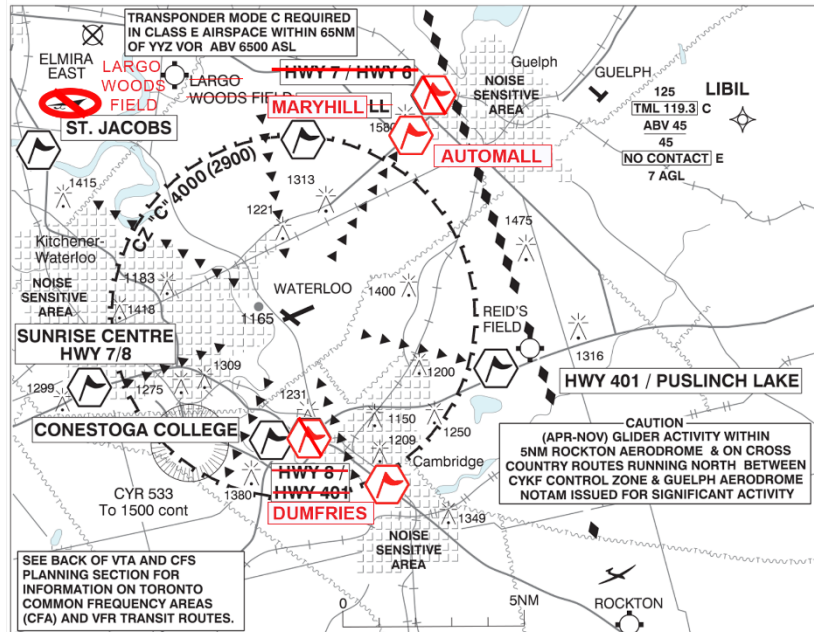 TRANSPONDER MODE C REQUIRED
IN CLASS E AIRSPACE WITHIN 65NM
OF YYZ VOR ABV 6500 ASL
ELMIRA
EAST
LARGO
WOODS
FIELD
LARGO
WOODS FIELD
HWY 7 / HWY 6
MARYHILL
LL
Guelph
NOISE
SENSITIVE
AREA
GUELPH
125
TML 119.3 C
ABV 45
45
NO CONTACT E
7 AGL
LIBIL
ST. JACOBS
1580
AUTOMALL
CZ "C" 4000 (2900)
1415
1313
1221
1475
Kitchener-
Waterloo
1183
NOISE
SENSITIVE
AREA
1418
WATERLOO
1165
1400
REID'S
FIELD
SUNRISE CENTRE
HWY 7/8
1316
1309
1200
1299
1275
HWY 401 / PUSLINCH LAKE
1231
1150
1250
1209
CONESTOGA COLLEGE
CAUTION
(APR-NOV) GLIDER ACTIVITY WITHIN
5NM ROCKTON AERODROME & ON CROSS
COUNTRY ROUTES RUNNING NORTH BETWEEN
CYKF CONTROL ZONE & GUELPH AERODROME
NOTAM ISSUED FOR SIGNIFICANT ACTIVITY
Cambridge
HWY 8 /
HWY 401
1380
CYR 533
To 1500 cont
DUMFRIES
1349
NOISE
SENSITIVE
AREA
SEE BACK OF VTA AND CFS
PLANNING SECTION FOR
INFORMATION ON TORONTO
COMMON FREQUENCY AREAS
(CFA) AND VFR TRANSIT ROUTES.
0
5NM
ROCKTON